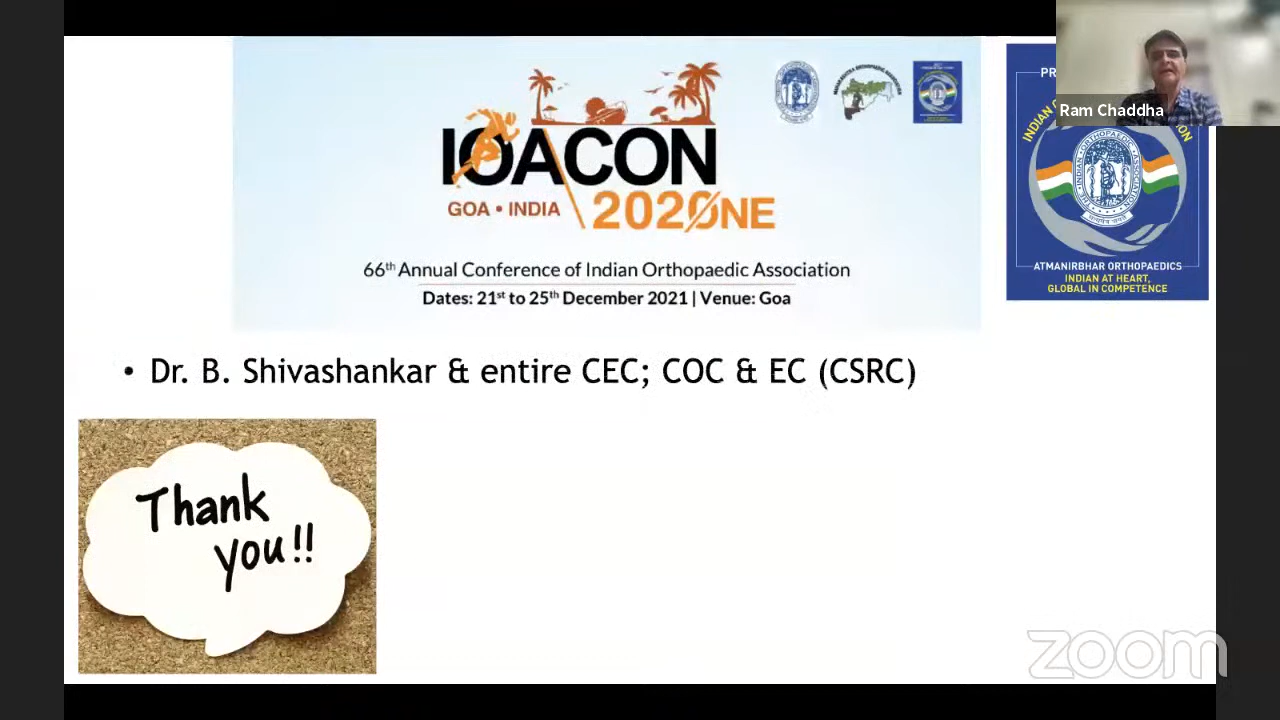 Ram Chaddha
IOACON
GOA • INDIA
2020NE
66th Annual Conference of Indian Orthopaedic Association
Dates: 21st to 25th December 2021 | Venue: Goa
PR
ATMANIRBHAR ORTHOPAEDICS
INDIAN AT HEART,
GLOBAL IN COMPETENCE
• Dr. B. Shivashankar & entire CEC; COC & EC (CSRC)
Thank
you!!
zoom